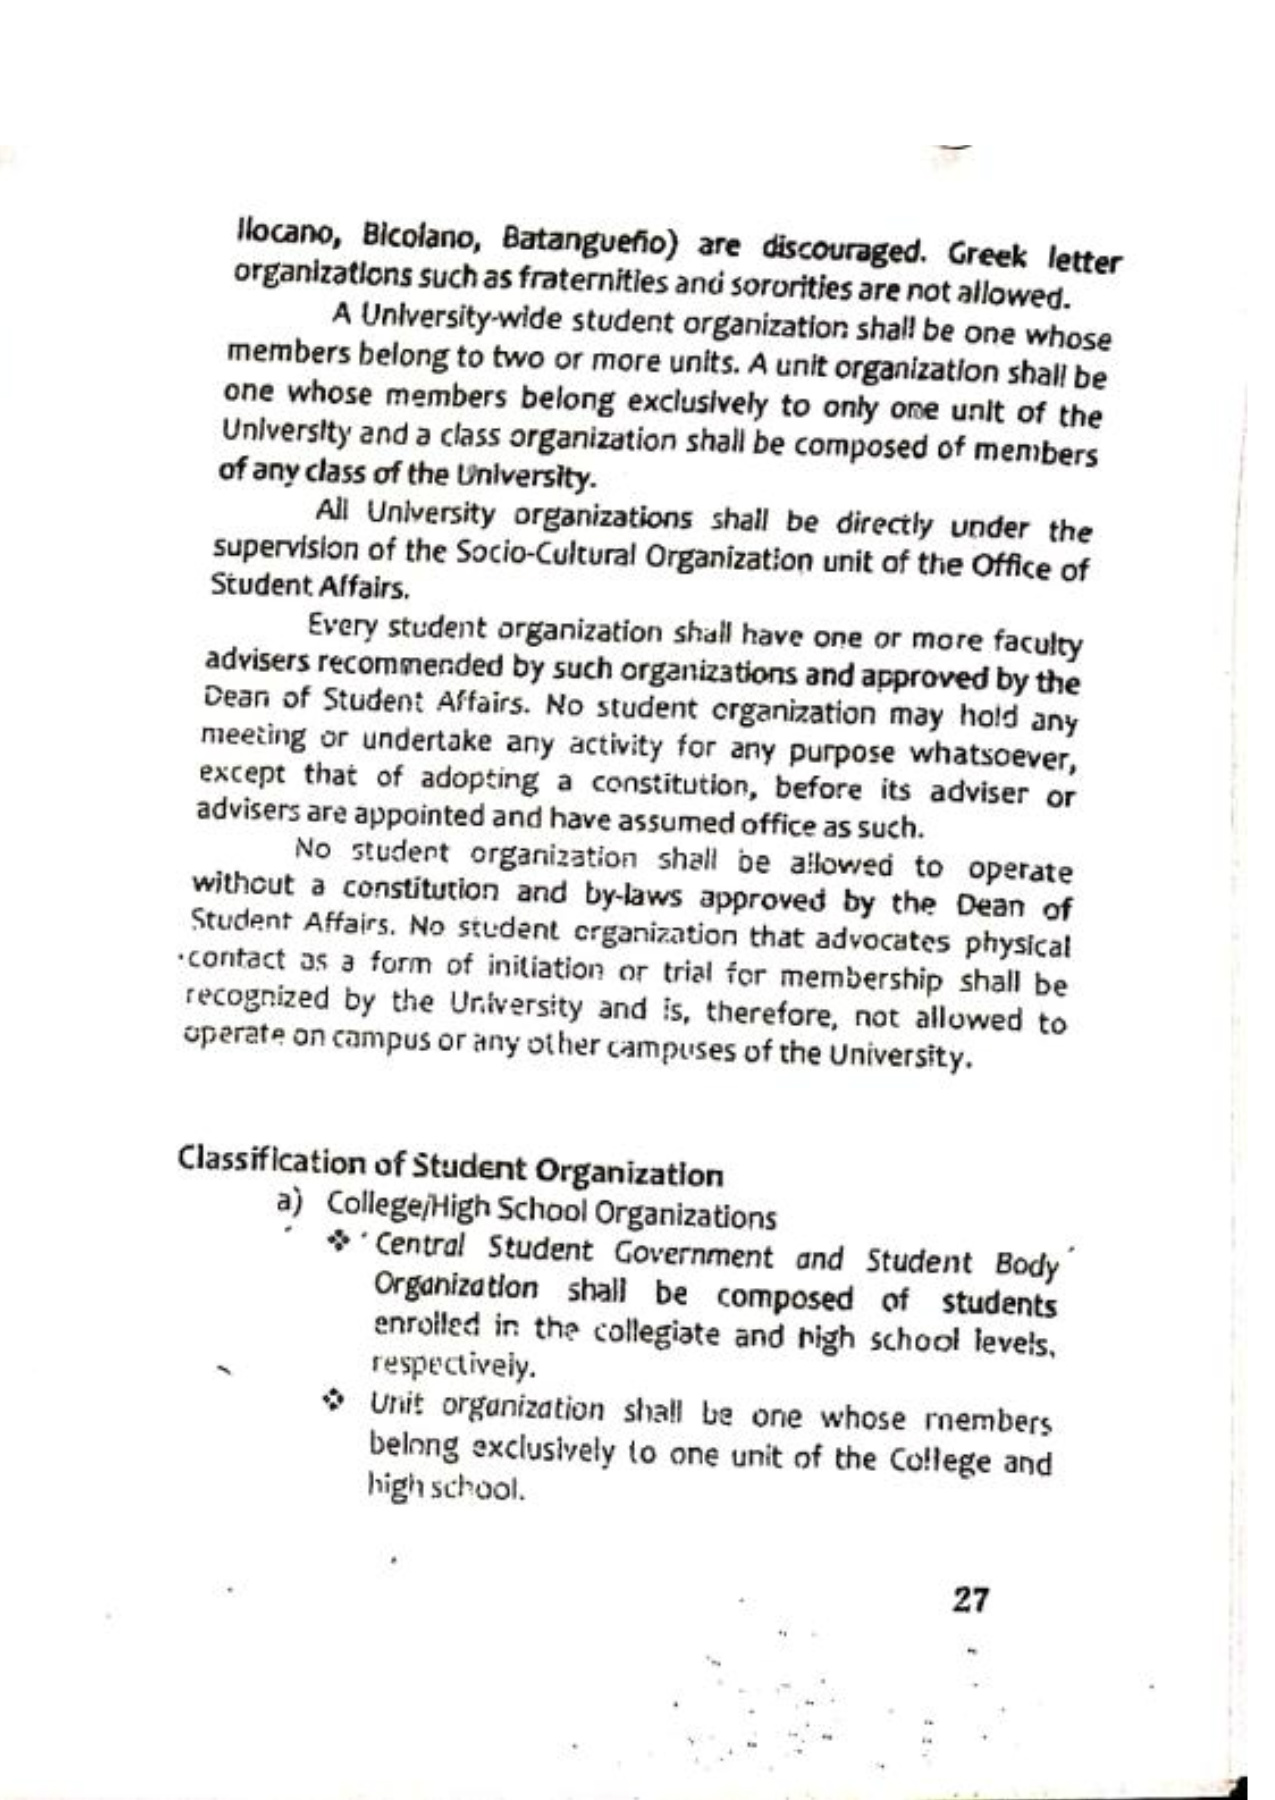 Ilocano, Bicolano, Batangueño) are discouraged. Greek letter
organizations such as fraternities and sororities are not allowed.
A University-wide student organization shall be one whose
members belong to two or more units. A unit organization shall be
one whose members belong exclusively to only one unit of the
University and a class organization shall be composed of members
of any class of the University.
All University organizations shall be directly under the
supervision of the Socio-Cultural Organization unit of the Office of
Student Affairs.
Every student organization shall have one or more faculty
advisers recommended by such organizations and approved by the
Dean of Student Affairs. No student organization may hold any
meeting or undertake any activity for any purpose whatsoever,
except that of adopting a constitution, before its adviser or
advisers are appointed and have assumed office as such.
No student organization shall be allowed to operate
without a constitution and by-laws approved by the Dean of
Student Affairs. No student organization that advocates physical
contact as a form of initiation or trial for membership shall be
recognized by the University and is, therefore, not allowed to
operate on campus or any other campuses of the University.
Classification of Student Organization
a) College/High School Organizations
❖ Central Student Government and Student Body
Organization shall be composed of students
enrolled in the collegiate and high school levels,
respectively.
❖ Unit organization shall be one whose members
belong exclusively to one unit of the College and
high school.
27